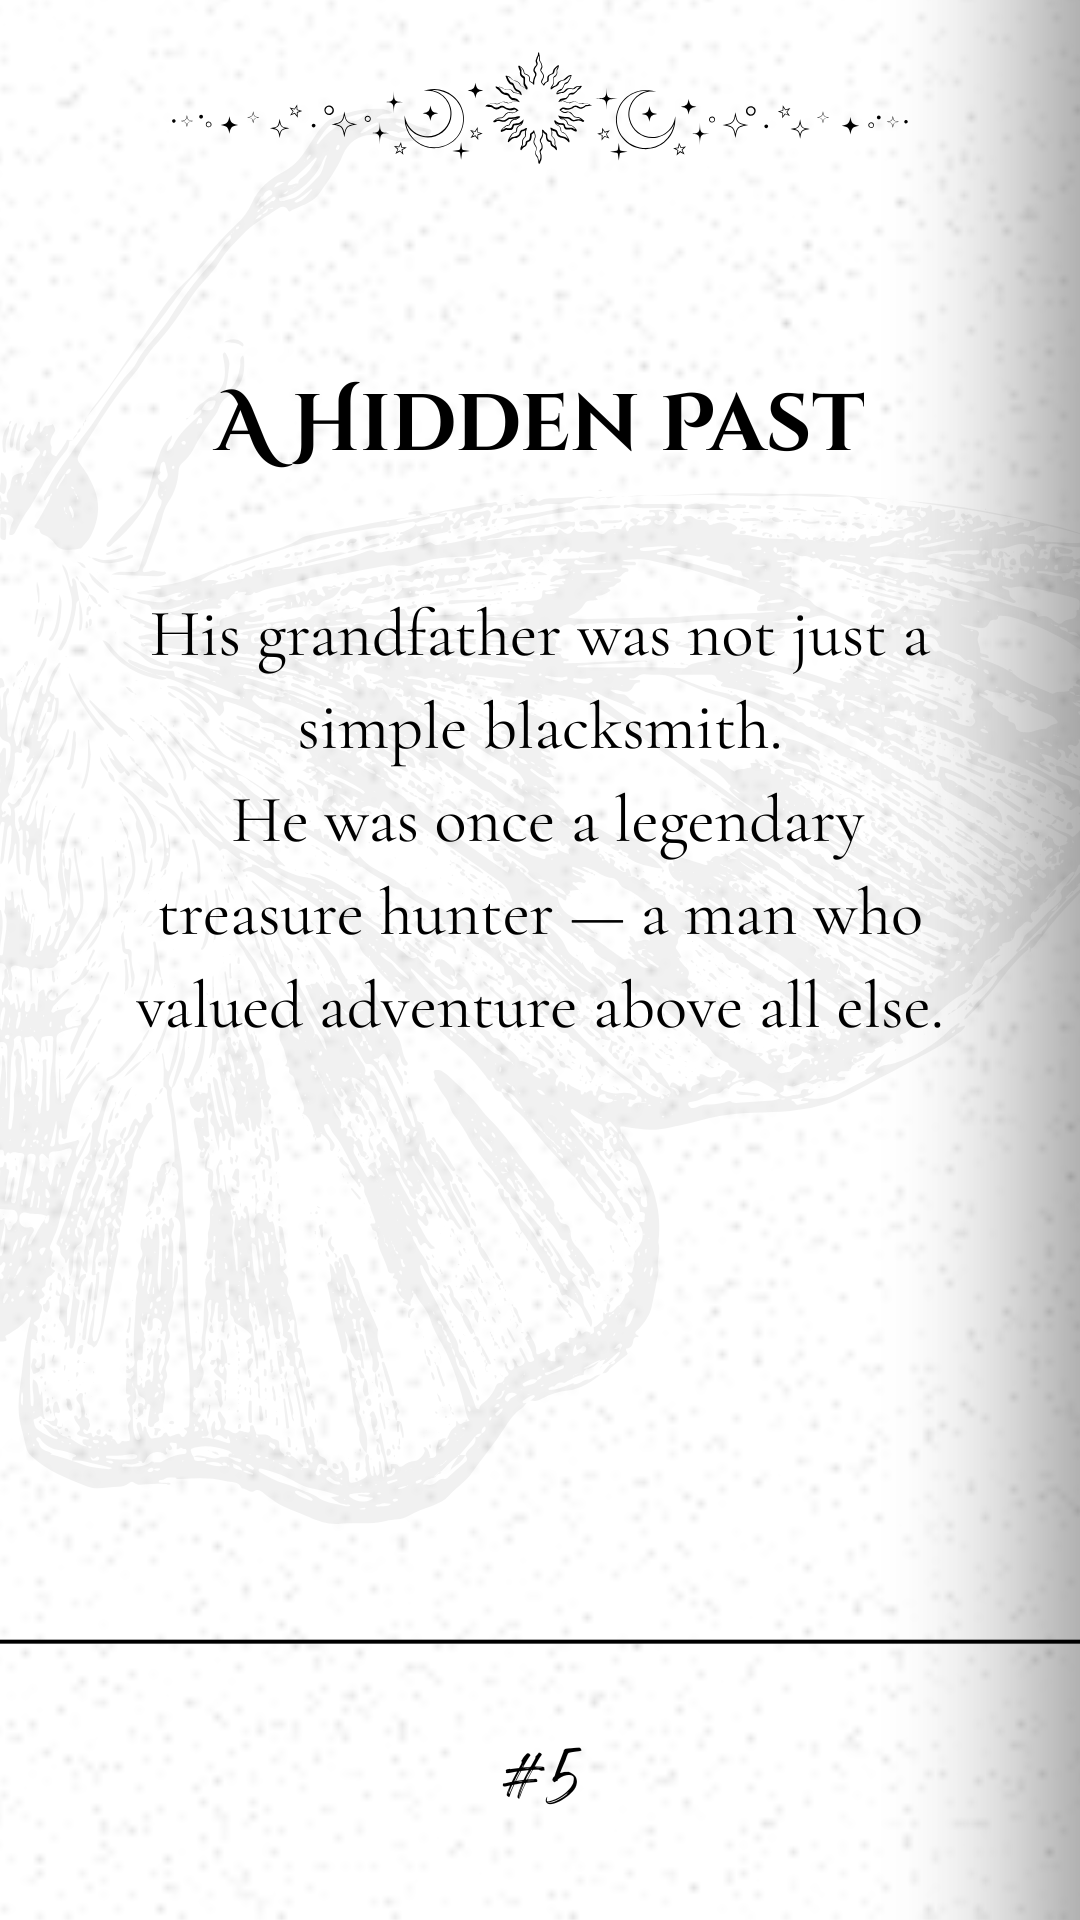 A Hidden Past
His grandfather was not just a
simple blacksmith.
He was once a legendary
treasure hunter — a man who
valued adventure above all else.
#5